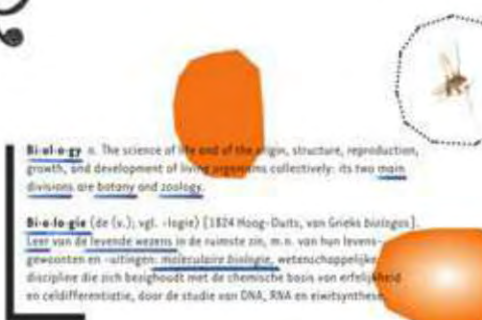 Bi·ol·o·gy n. The science of life and of the origin, structure, reproduction,
growth, and development of living organisms collectively: its two main
divisions are botany and zoology.
Bi·o·lo·gie (de (v.); vgl. -logie) [1824 Hoog-Duits, van Grieks biologos].
Leer van de levende wezens in de ruimste zin, m.n. van hun levens-
gewoonten en -uitingen: moleculaire biologie, wetenschappelijke
discipline die zich bezighoudt met de chemische basis van erfelijkheid
en celdifferentiatie, door de studie van DNA, RNA en eiwitsynthese.